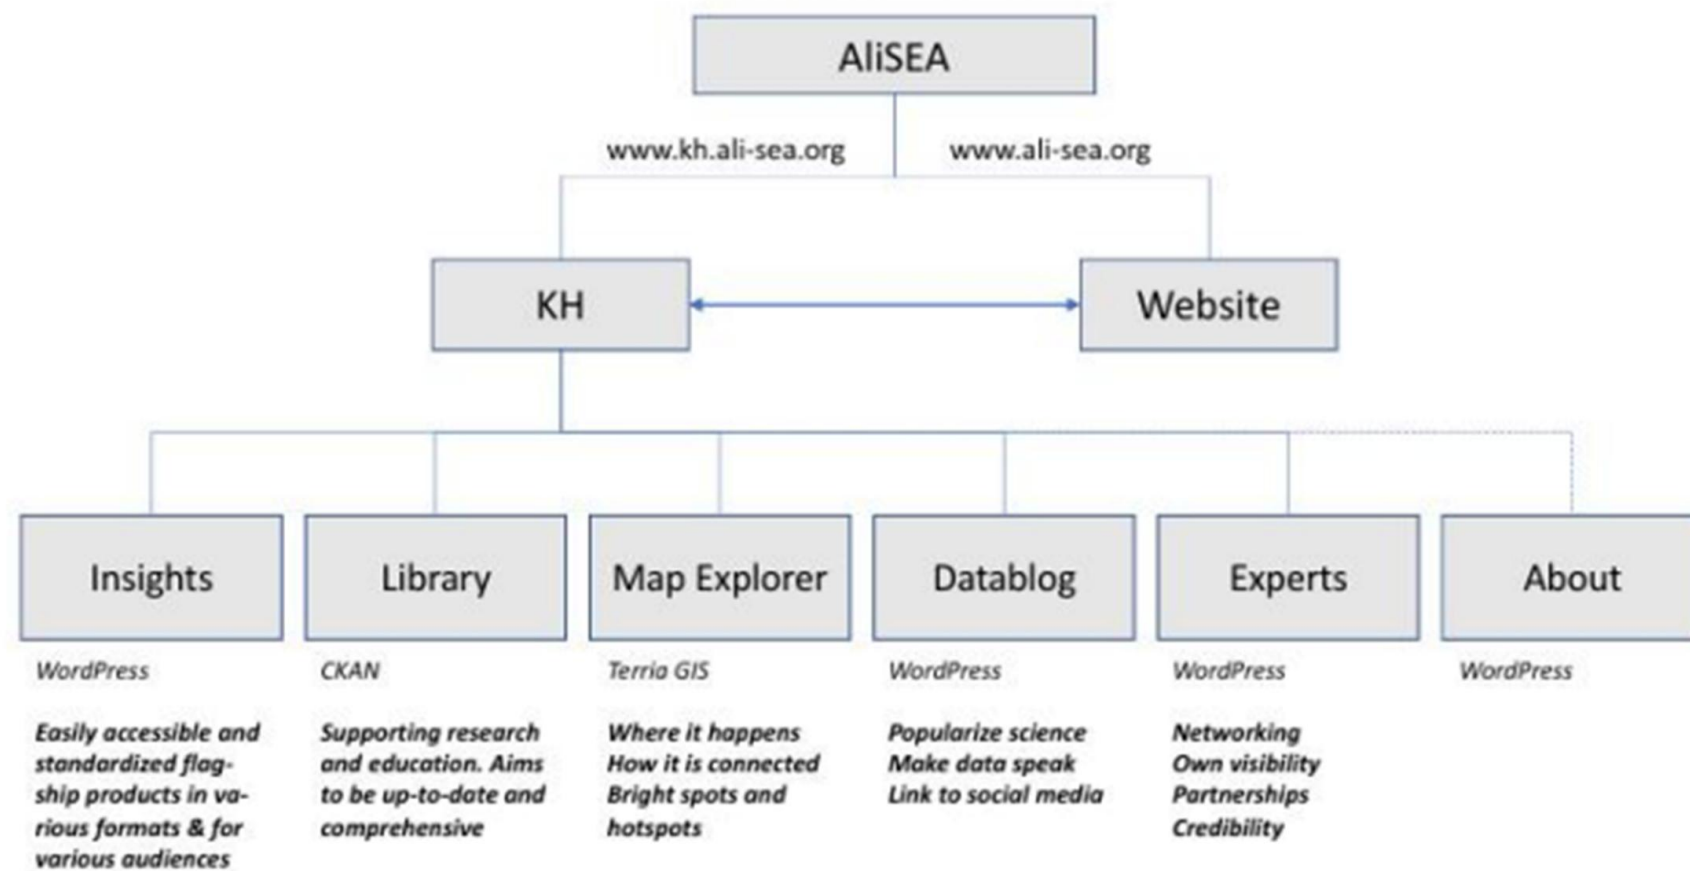 AliSEA
www.kh.ali-sea.org
www.ali-sea.org
KH
Website
Insights
Library
Map Explorer
Datablog
Experts
About
WordPress
CKAN
Terria GIS
WordPress
WordPress
WordPress
Easily accessible and
standardized flag-
ship products in va-
rious formats & for
various audiences
Supporting research
and education. Aims
to be up-to-date and
comprehensive
Where it happens
How it is connected
Bright spots and
hotspots
Popularize science
Make data speak
Link to social media
Networking
Own visibility
Partnerships
Credibility